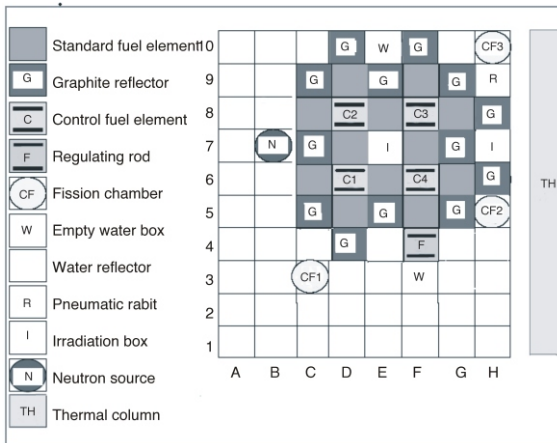 Standard fuel element
G Graphite reflector
C Control fuel element
F Regulating rod
CF Fission chamber
W Empty water box
Water reflector
R Pneumatic rabit
I Irradiation box
N Neutron source
TH Thermal column
10 G W G CF3
9 G G G R
8 C2 C3 G
7 N G I G I
6 C1 C4 G
5 G G G CF2
4 G F
3 CF1 W
2
1
A B C D E F G H
TH